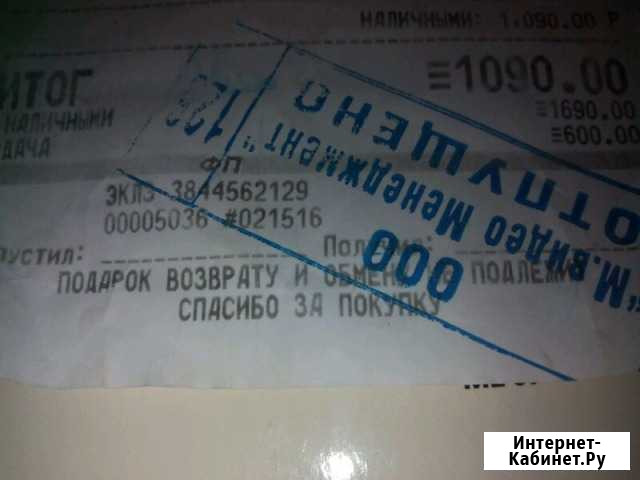 НАЛИЧНЫМИ: 1.090.00 Р
ИТОГ ≡1090.00
НАЛИЧНЫМИ ≡1690.00
ДАЧА ≡600.00
ФП
ЭКЛЗ 3844562129
00005036 #021516
ПУСТИЛ:
ПОДАРОК ВОЗВРАТУ И ОБМЕНУ НЕ ПОДЛЕЖИТ
СПАСИБО ЗА ПОКУПКУ
ООО
"М.видео Менеджмент"
ОТПУЩЕНО
Интернет-
Кабинет.Ру